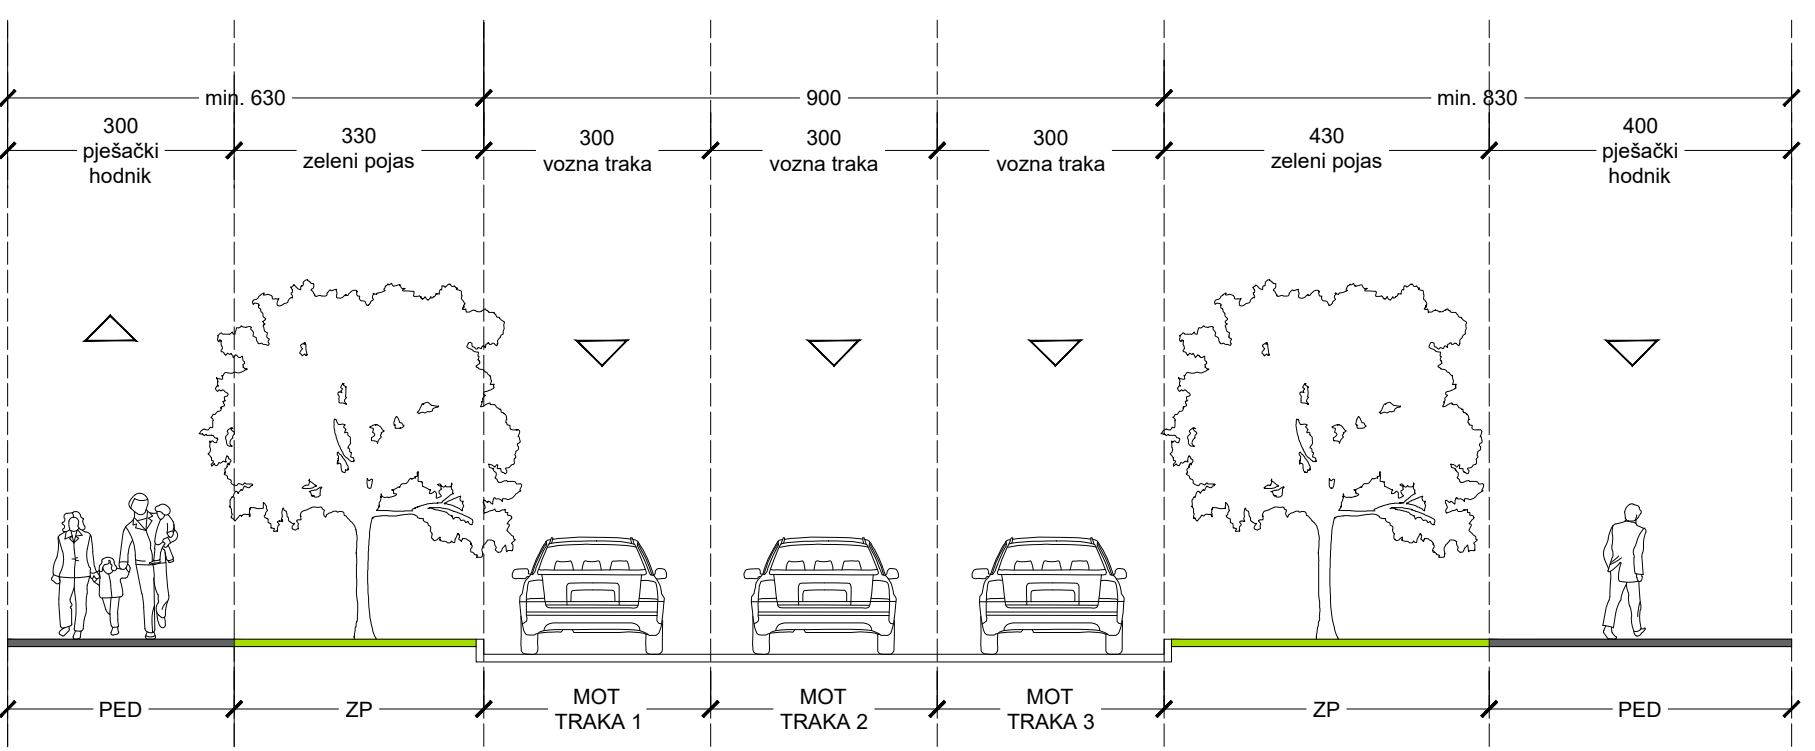 min. 630
900
min. 830
300
pješački
hodnik
330
zeleni pojas
300
vozna traka
300
vozna traka
300
vozna traka
430
zeleni pojas
400
pješački
hodnik
PED
ZP
MOT
TRAKA 1
MOT
TRAKA 2
MOT
TRAKA 3
ZP
PED